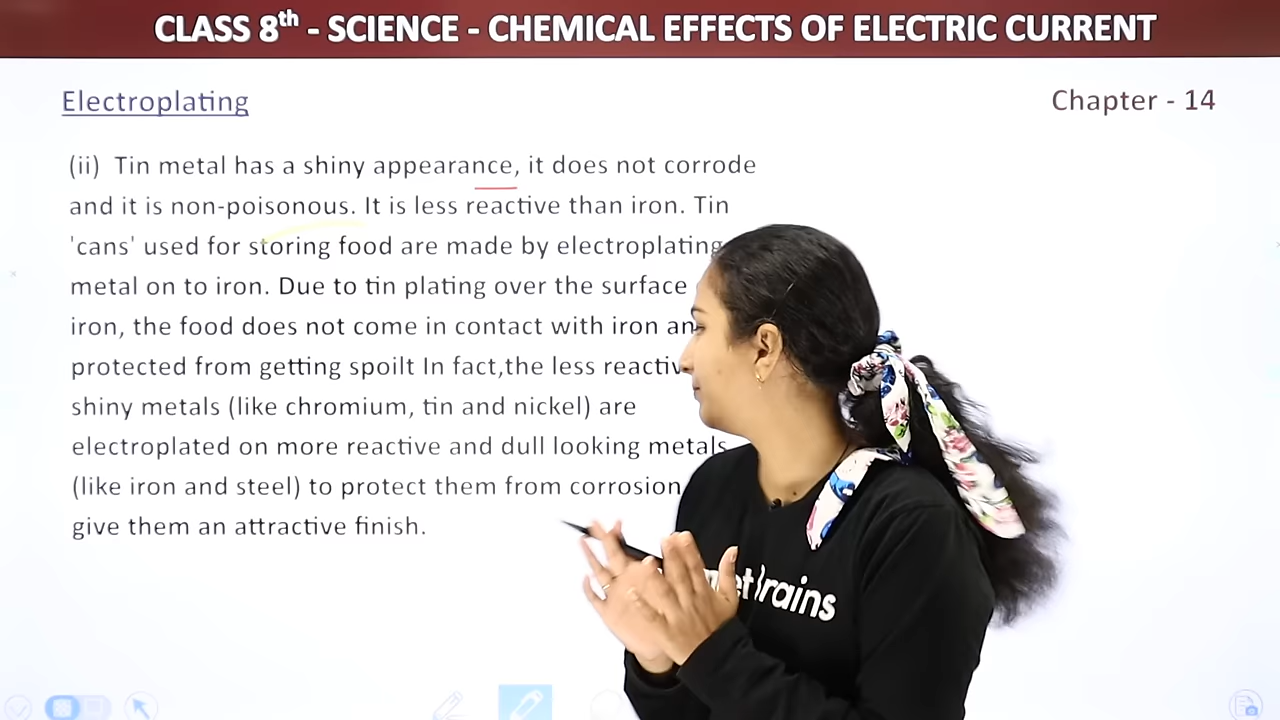 CLASS 8th - SCIENCE - CHEMICAL EFFECTS OF ELECTRIC CURRENT
Electroplating
Chapter - 14
(ii) Tin metal has a shiny appearance, it does not corrode
and it is non-poisonous. It is less reactive than iron. Tin
'cans' used for storing food are made by electroplating
metal on to iron. Due to tin plating over the surface
iron, the food does not come in contact with iron
protected from getting spoilt In fact,the less
shiny metals (like chromium, tin and nickel) are
electroplated on more reactive and dull looking metals
(like iron and steel) to protect them from corrosion
give them an attractive finish.
rains